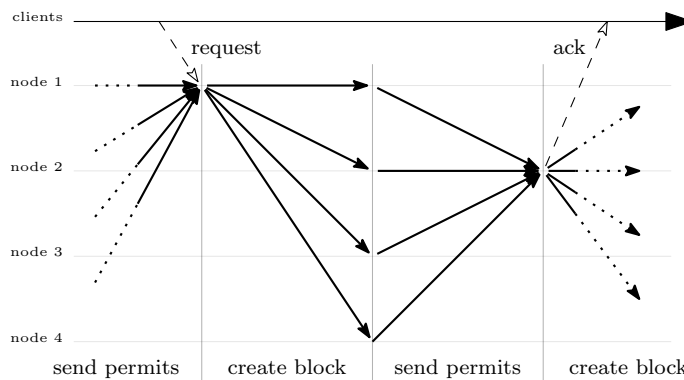 clients
request
ack
node 1
node 2
node 3
node 4
send permits
create block
send permits
create block